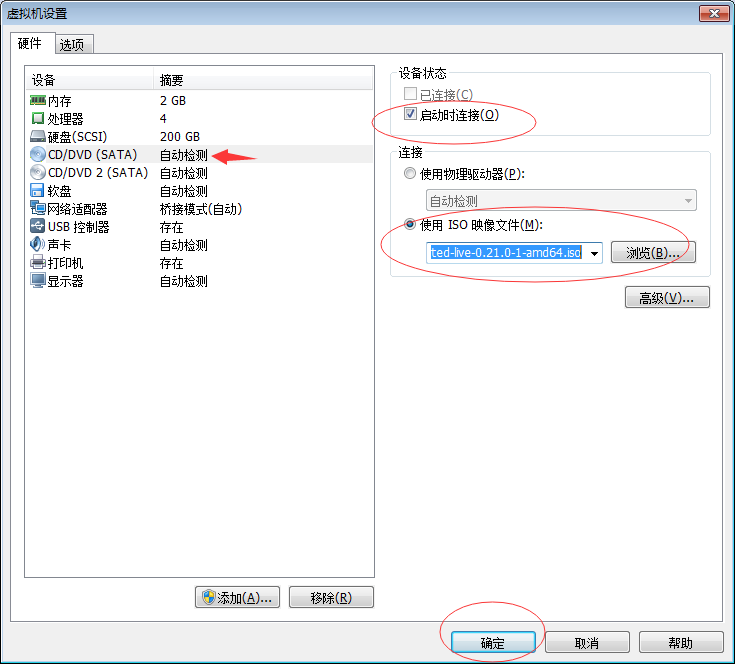 虚拟机设置
硬件 选项
设备 摘要
内存 2 GB
处理器 4
硬盘(SCSI) 200 GB
CD/DVD (SATA) 自动检测
CD/DVD 2 (SATA) 自动检测
软盘 自动检测
网络适配器 桥接模式(自动)
USB 控制器 存在
声卡 自动检测
打印机 存在
显示器 自动检测
添加(A)... 移除(R)
设备状态
已连接(C)
启动时连接(O)
连接
使用物理驱动器(P):
自动检测
使用 ISO 映像文件(M):
ted-live-0.21.0-1-amd64.iso 浏览(B)...
高级(V)...
确定 取消 帮助